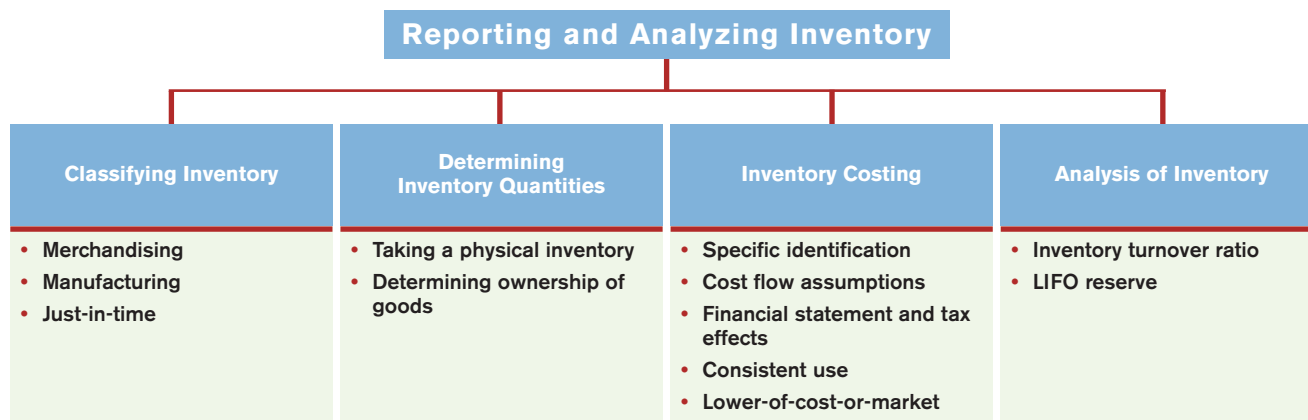 Reporting and Analyzing Inventory
Classifying Inventory
• Merchandising
• Manufacturing
• Just-in-time
Determining
Inventory Quantities
• Taking a physical inventory
• Determining ownership of
goods
Inventory Costing
• Specific identification
• Cost flow assumptions
• Financial statement and tax
effects
• Consistent use
• Lower-of-cost-or-market
Analysis of Inventory
• Inventory turnover ratio
• LIFO reserve